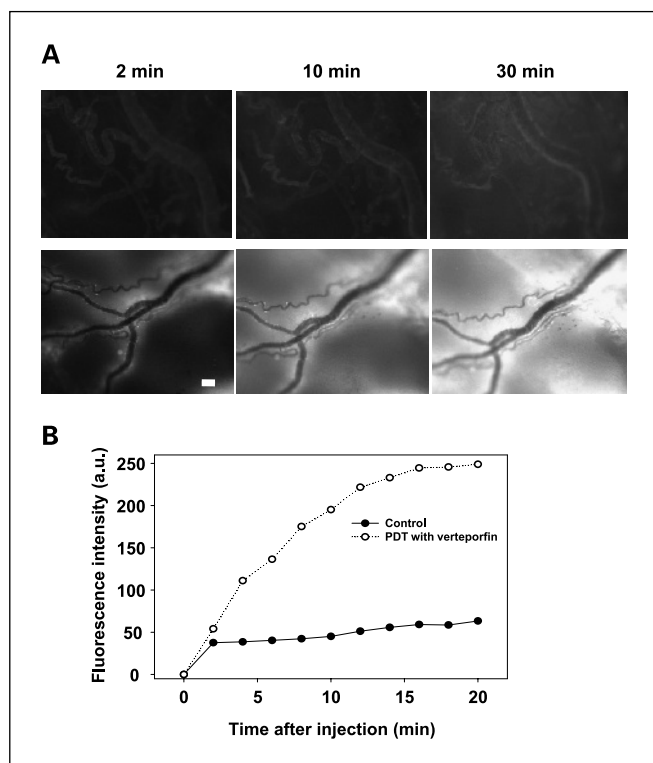 A
2 min 10 min 30 min
B
Fluorescence intensity (a.u.)
250
200
150
100
50
0
Control
PDT with verteporfin
0 5 10 15 20
Time after injection (min)